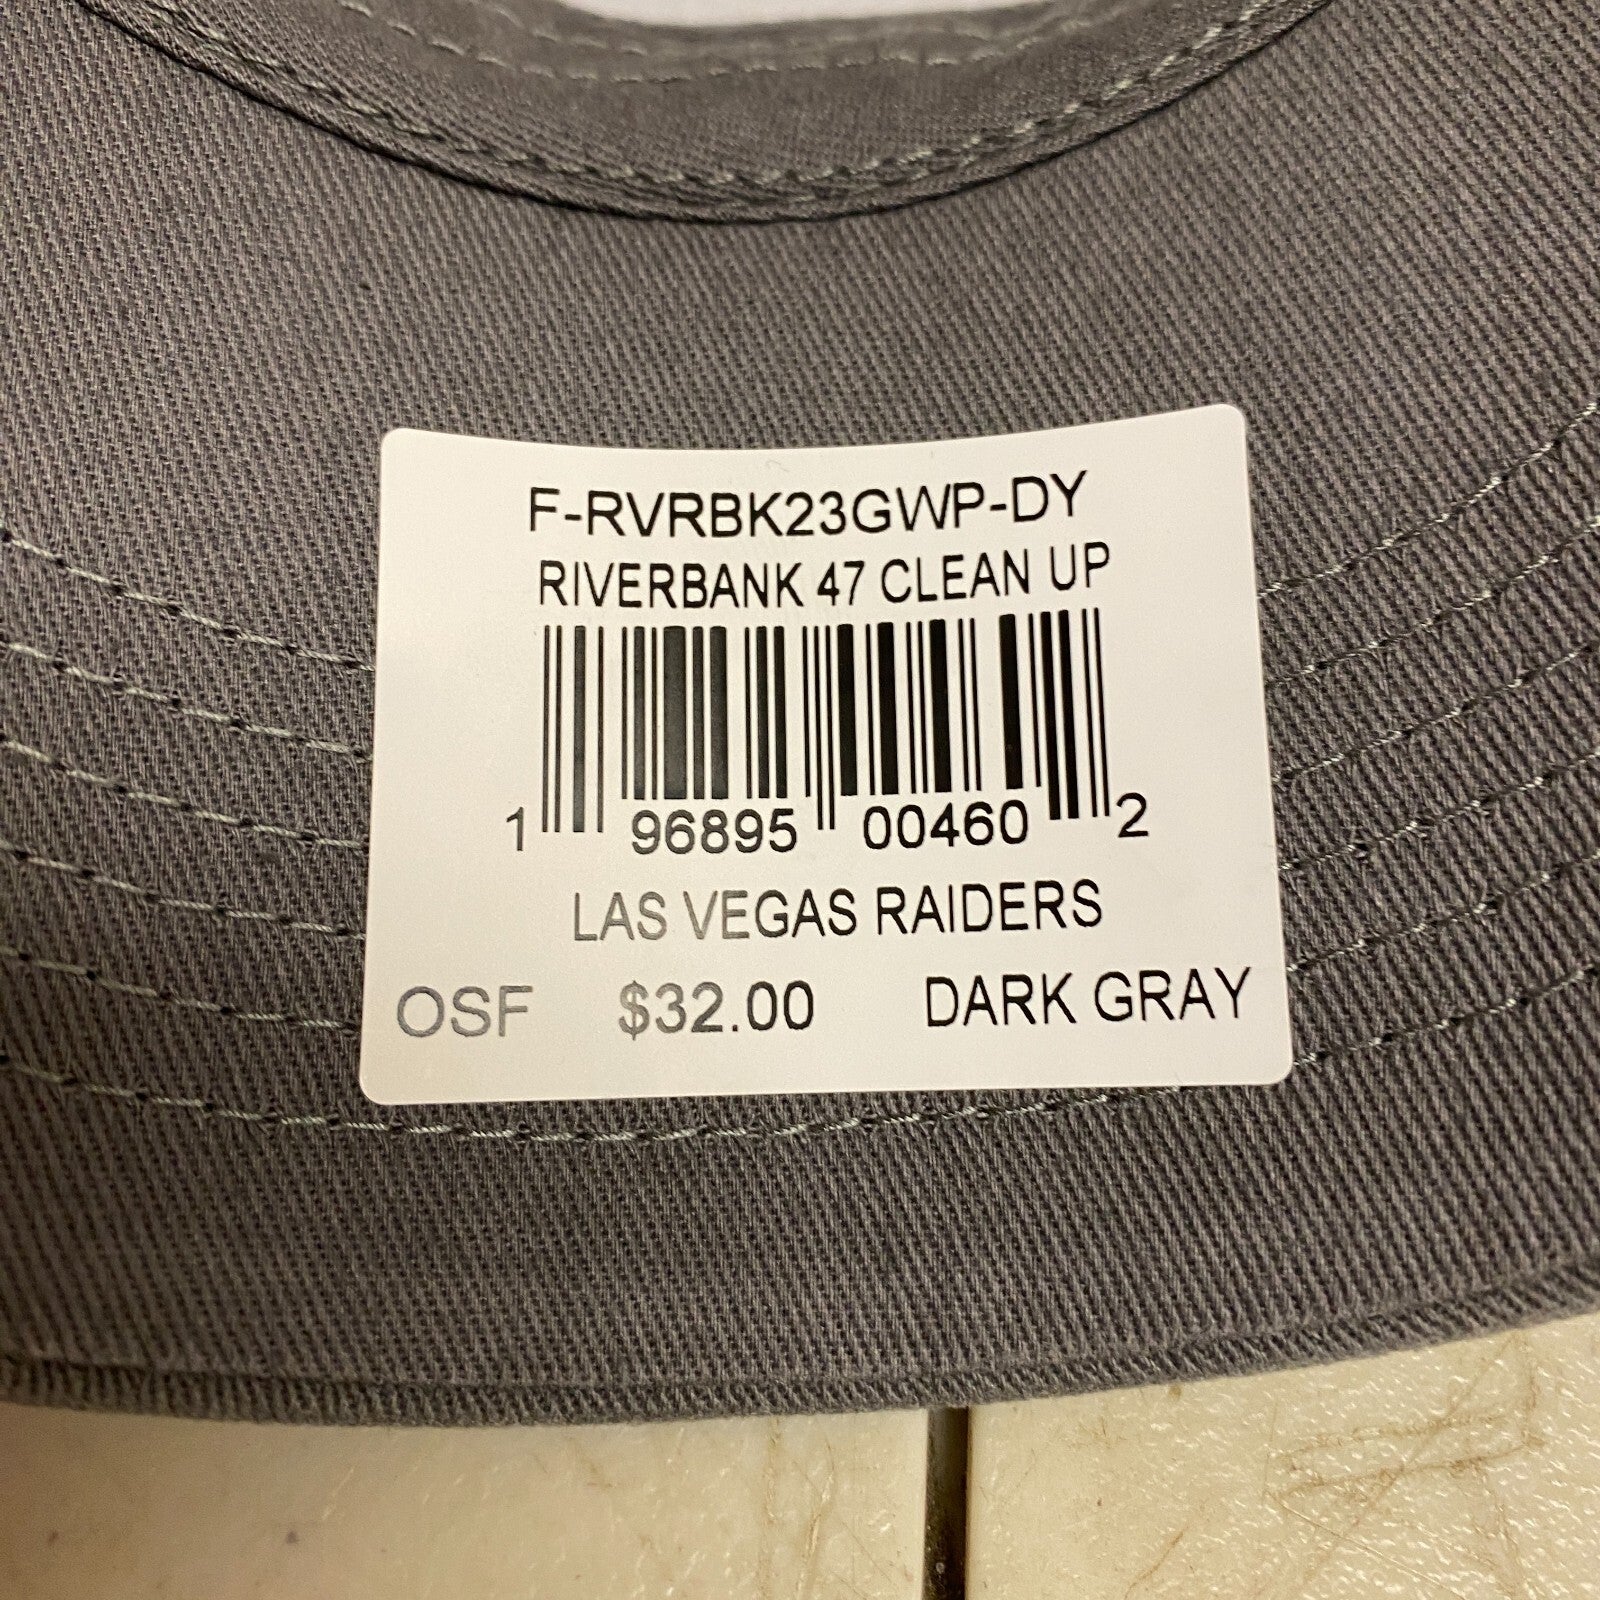 F-RVRBK23GWP-DY
RIVERBANK 47 CLEAN UP
1 96895 00460 2
LAS VEGAS RAIDERS
OSF $32.00 DARK GRAY